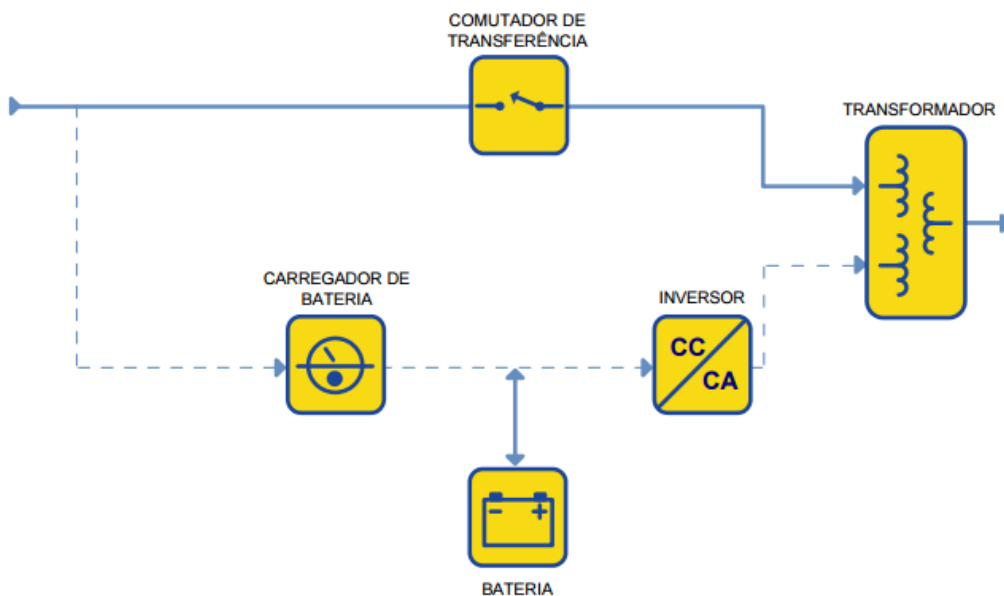 COMUTADOR DE
TRANSFERÊNCIA
TRANSFORMADOR
CARREGADOR DE
BATERIA
INVERSOR
CC
CA
BATERIA